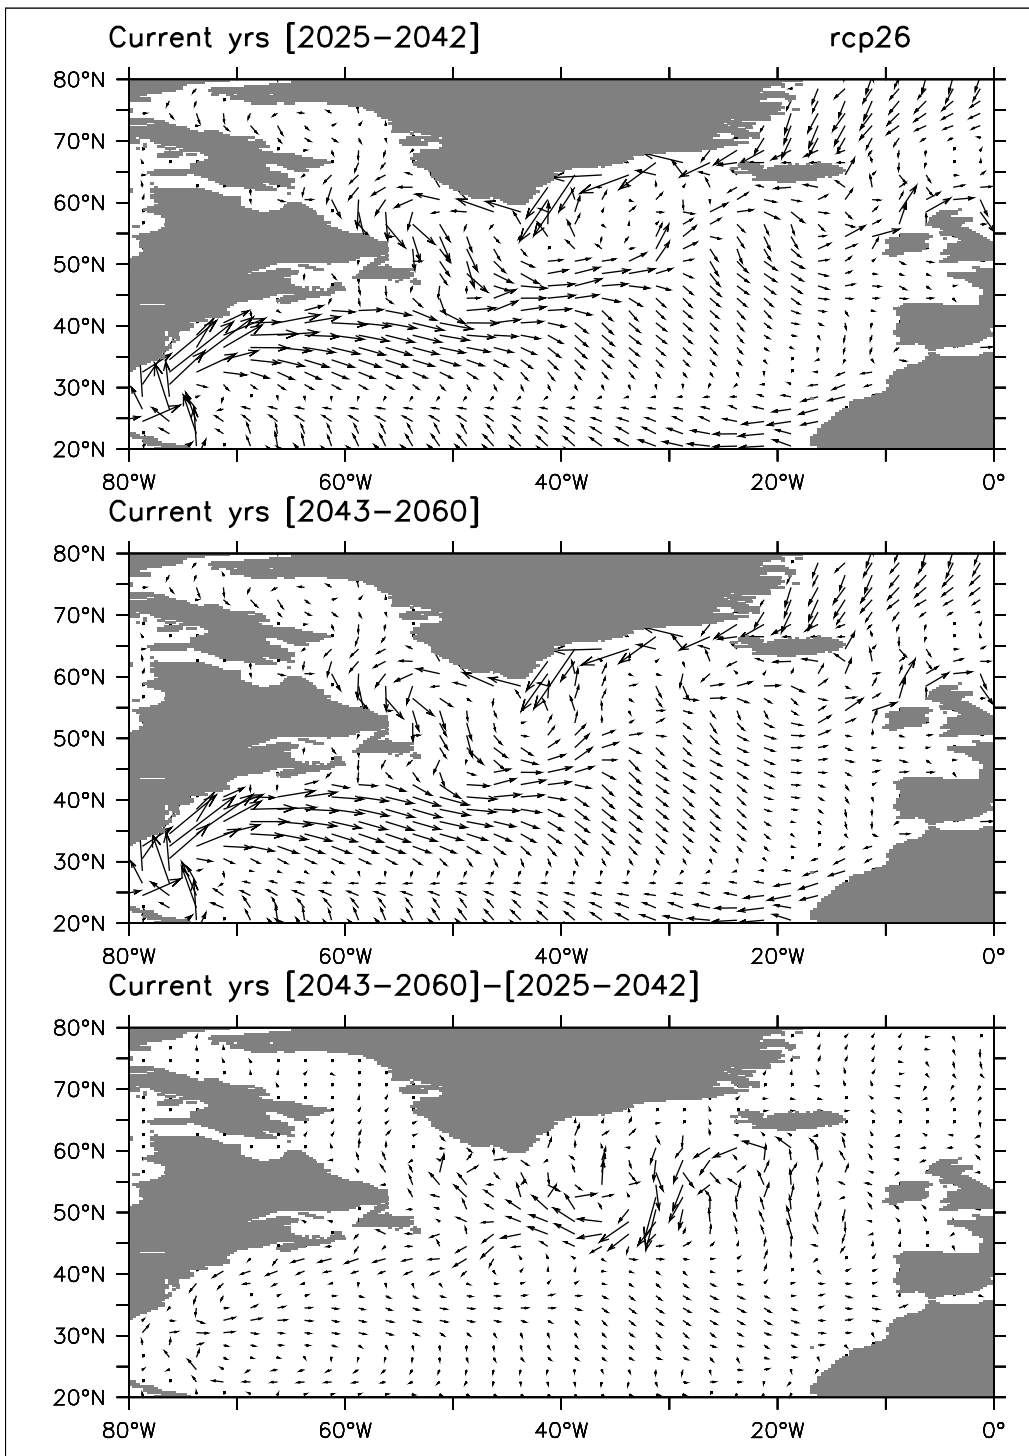 Current yrs [2025−2042] rcp26
80°N
70°N
60°N
50°N
40°N
30°N
20°N
80°W 60°W 40°W 20°W 0°
Current yrs [2043−2060]
80°N
70°N
60°N
50°N
40°N
30°N
20°N
80°W 60°W 40°W 20°W 0°
Current yrs [2043−2060]−[2025−2042]
80°N
70°N
60°N
50°N
40°N
30°N
20°N
80°W 60°W 40°W 20°W 0°